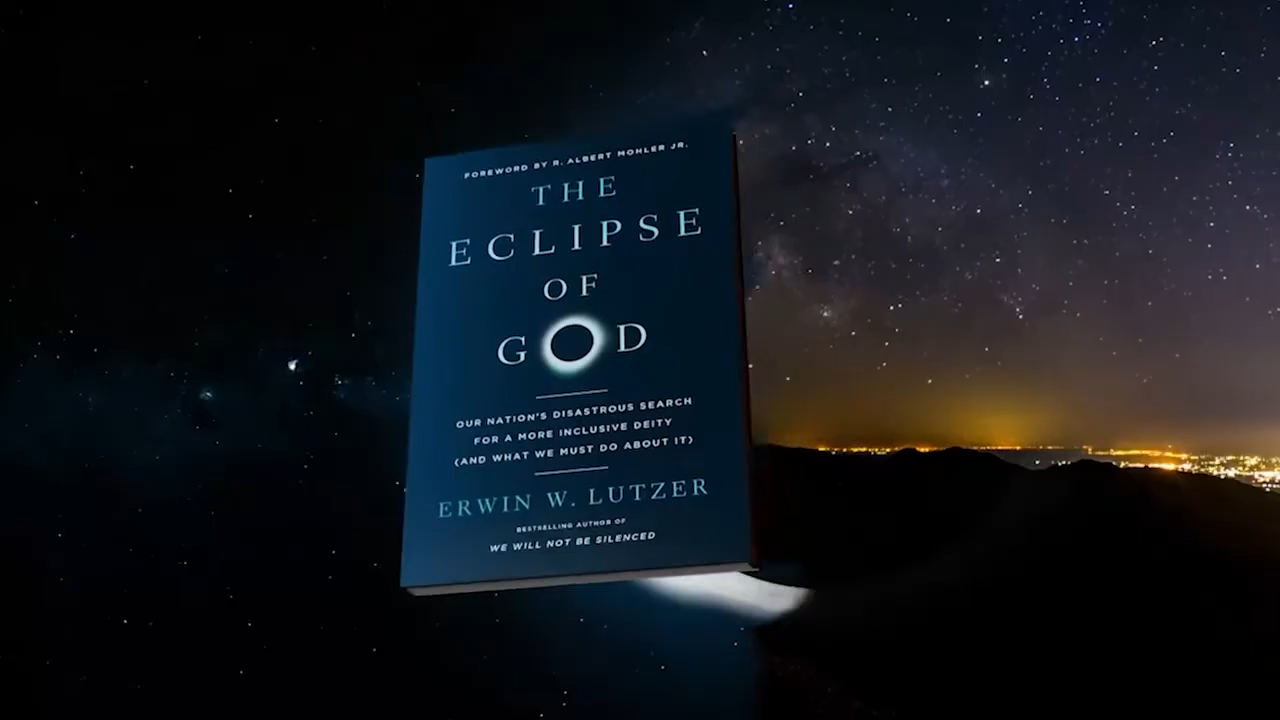 FOREWORD BY R. ALBERT MOHLER JR.
THE
ECLIPSE
OF
GOD
OUR NATION'S DISASTROUS SEARCH
FOR A MORE INCLUSIVE DEITY
(AND WHAT WE MUST DO ABOUT IT)
ERWIN W. LUTZER
BESTSELLING AUTHOR OF
WE WILL NOT BE SILENCED